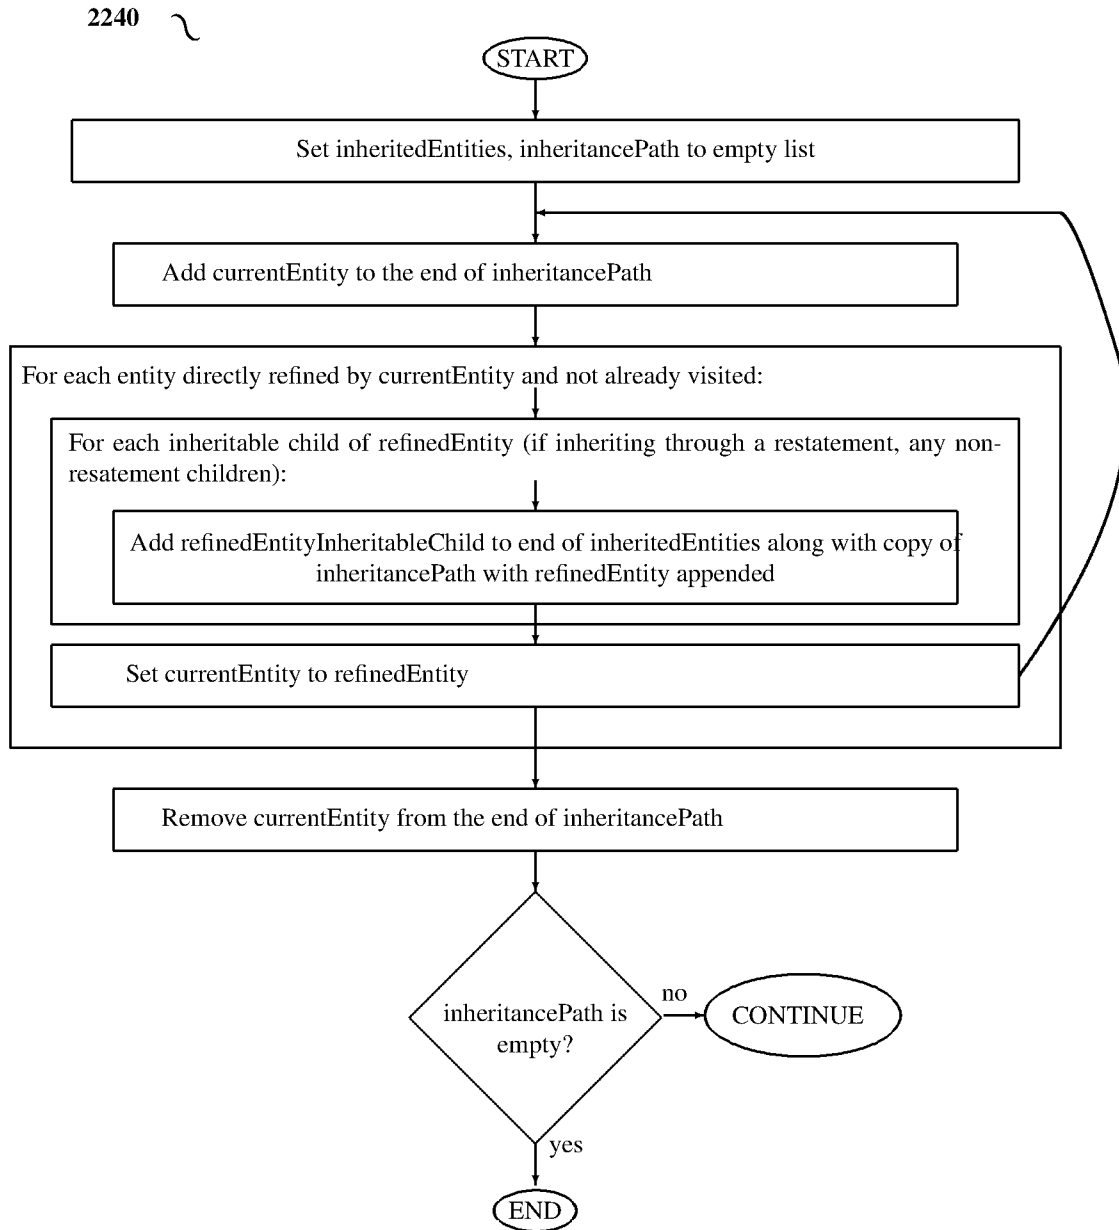 2240
START
Set inheritedEntities, inheritancePath to empty list
Add currentEntity to the end of inheritancePath
For each entity directly refined by currentEntity and not already visited:
For each inheritable child of refinedEntity (if inheriting through a restatement, any non-
resatement children):
Add refinedEntityInheritableChild to end of inheritedEntities along with copy of
inheritancePath with refinedEntity appended
Set currentEntity to refinedEntity
Remove currentEntity from the end of inheritancePath
inheritancePath is
empty?
no
CONTINUE
yes
END